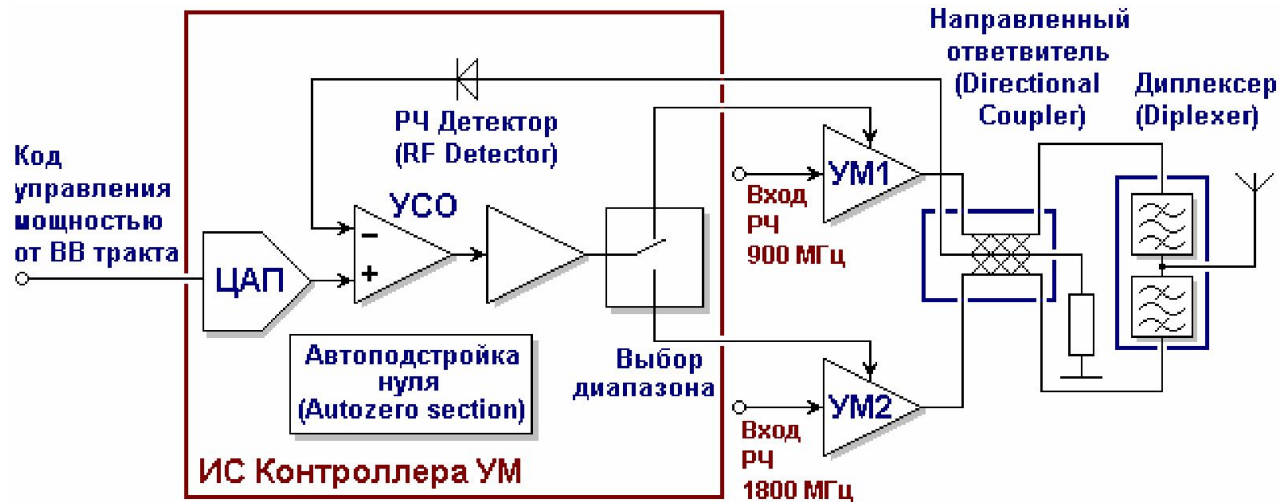 Направленный
ответвитель
(Directional
Coupler)
Диплексер
(Diplexer)
РЧ Детектор
(RF Detector)
Код
управления
мощностью
от ВВ тракта
ЦАП
УСО
−
+
УМ1
Вход
РЧ
900 МГц
Автоподстройка
нуля
(Autozero section)
Выбор
диапазона
УМ2
Вход
РЧ
1800 МГц
ИС Контроллера УМ